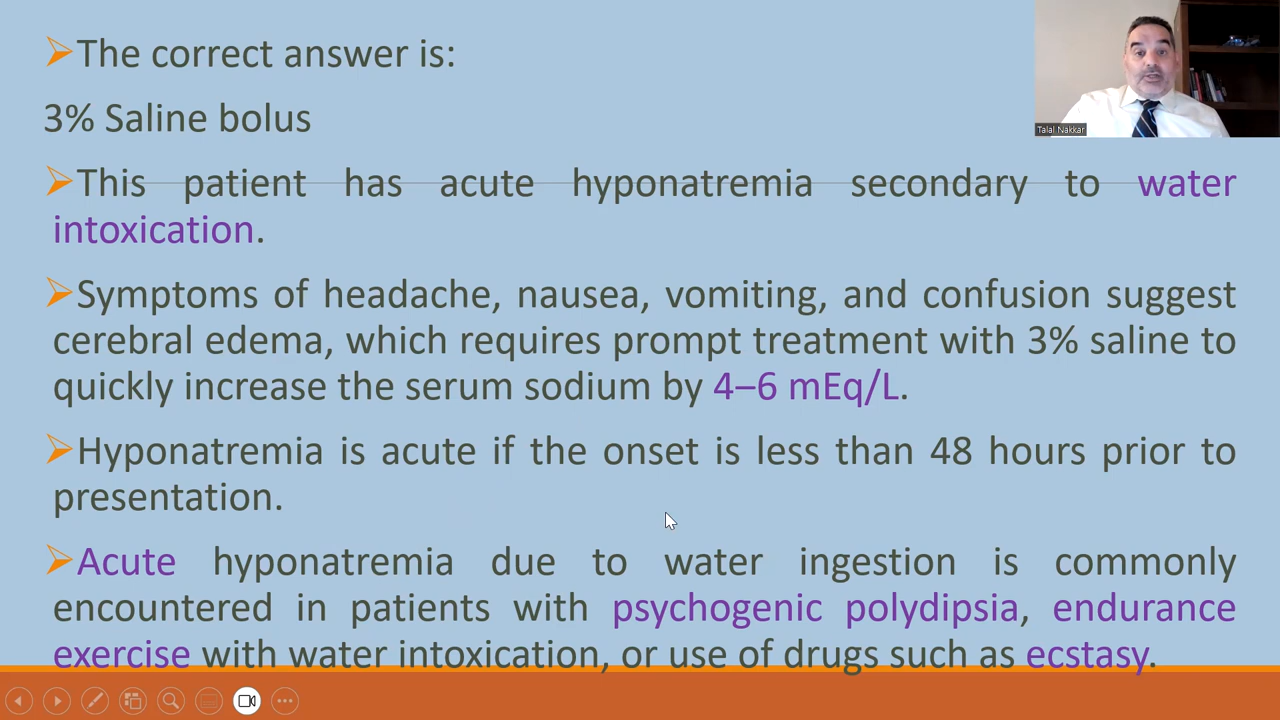 The correct answer is:
3% Saline bolus
Talal Nakkar
This patient has acute hyponatremia secondary to water
intoxication.
Symptoms of headache, nausea, vomiting, and confusion suggest
cerebral edema, which requires prompt treatment with 3% saline to
quickly increase the serum sodium by 4–6 mEq/L.
Hyponatremia is acute if the onset is less than 48 hours prior to
presentation.
Acute hyponatremia due to water ingestion is commonly
encountered in patients with psychogenic polydipsia, endurance
exercise with water intoxication, or use of drugs such as ecstasy.